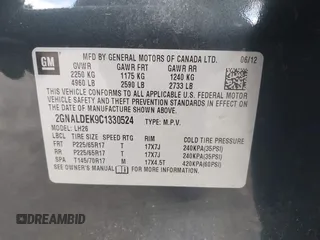 GM
MFD BY GENERAL MOTORS OF CANADA LTD. 06/12
GVWR GAWR FRT GAWR RR
2250 KG 1175 KG 1240 KG
4960 LB 2590 LB 2733 LB
THIS VEHICLE CONFORMS TO ALL APPLICABLE U.S. FEDERAL
MOTOR VEHICLE SAFETY AND THEFT PREVENTION STANDARDS
IN EFFECT ON THE DATE OF MANUFACTURE SHOWN ABOVE.
2GNALDEK9C1330524 TYPE: M.P.V.
MODEL: LH26
LBCL TIRE SIZE SPEED RTG RIM COLD TIRE PRESSURE
FRT P225/65R17 T 17X7J 240KPA(35PSI)
RR P225/65R17 T 17X7J 240KPA(35PSI)
SPA T145/70R17 M 17X4.5T 420KPA(60PSI)
SEE OWNER'S MANUAL
DREAMBID